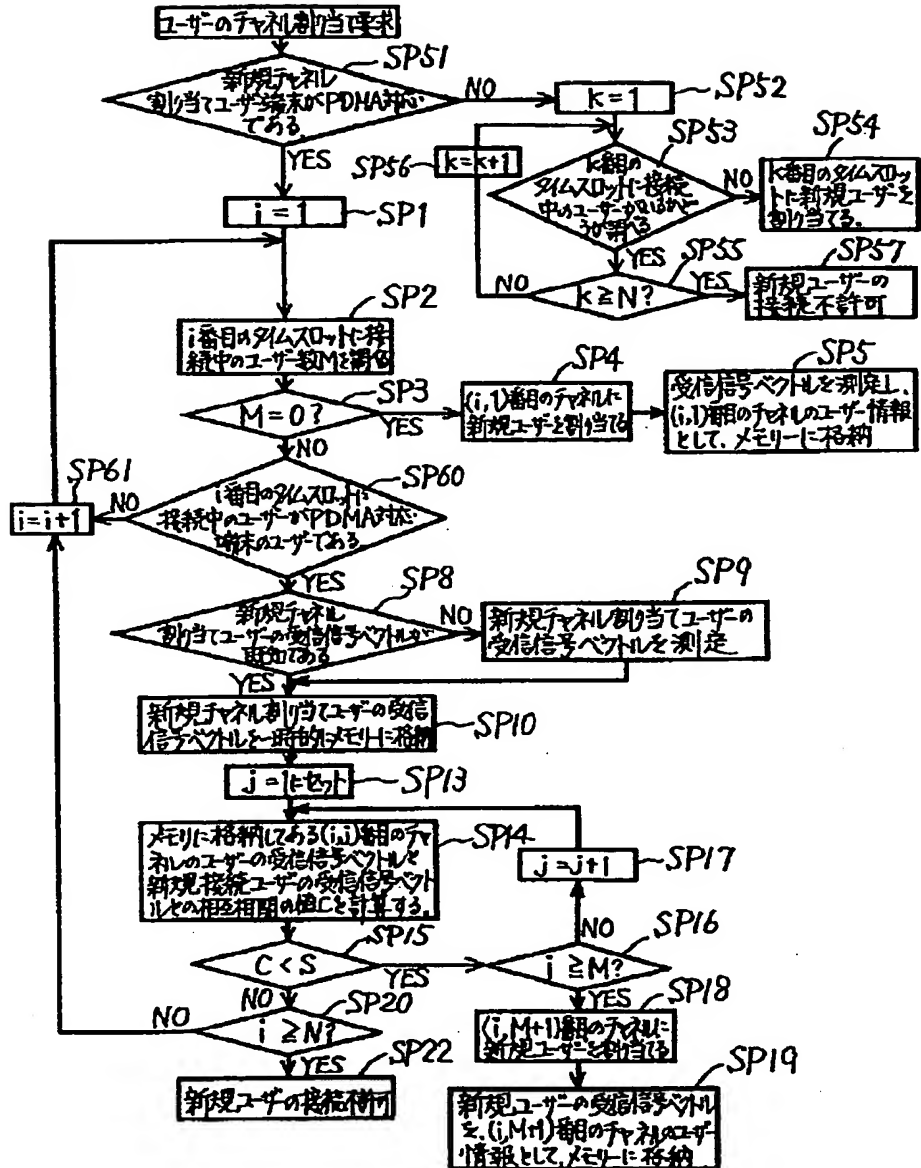 ユーザーのチャネル割り当て要求
SP51
新規チャネル
割り当てユーザー端末がPDMA対応
である
NO
YES
k=1
SP52
SP53
SP56
k=k+1
k番目の
タイムスロットに接続
中のユーザーがいるかど
うか調べる
NO
YES
SP54
k番目のタイムスロッ
トに新規ユーザーを
割り当てる。
SP55
k≧N?
NO
YES
SP57
新規ユーザーの
接続不許可
i=1
SP1
SP2
i番目のタイムスロットに接
続中のユーザー数Mを調べる
SP3
M=0?
YES
NO
SP4
(i,1)番目のチャネルに
新規ユーザーを割り当てる
SP5
受信信号ベクトルを測定し、
(i,1)番目のチャネルのユーザー情報
として、メモリーに格納
SP61
i=i+1
NO
SP60
i番目のタイムスロットに
接続中のユーザーがPDMA対応
端末のユーザーである
YES
SP8
新規チャネル
割り当てユーザーの受信信号ベクトルが
既知である
NO
YES
SP9
新規チャネル割り当てユーザーの
受信信号ベクトルを測定
新規チャネル割り当てユーザーの受信
信号ベクトルを一時的にメモリーに格納
SP10
j=1にセット
SP13
メモリに格納してある(i,j)番目のチャ
ネルのユーザーの受信信号ベクトルと
新規接続ユーザーの受信信号ベク
トルとの相互相関の値Cを計算する。
SP14
j=j+1
SP17
NO
SP15
C<S
YES
NO
SP16
j≧M?
YES
SP18
(i,M+1)番目のチャネルに
新規ユーザーを割り当てる
SP20
i≧N?
NO
YES
SP22
新規ユーザーの接続不許可
SP19
新規ユーザーの受信信号ベクトル
を、(i,M+1)番目のチャネルのユーザー
情報として、メモリーに格納